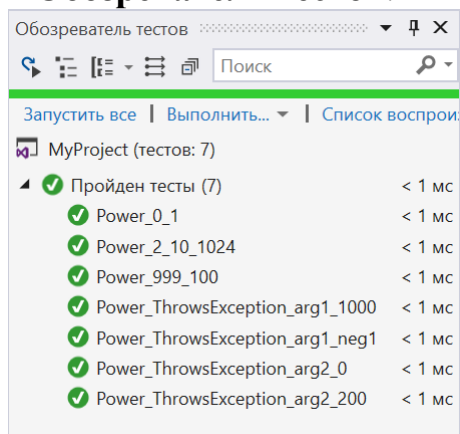 Обозреватель тестов
Поиск
Запустить все | Выполнить... | Список воспрои
MyProject (тестов: 7)
Пройден тесты (7) < 1 мс
Power_0_1 < 1 мс
Power_2_10_1024 < 1 мс
Power_999_100 < 1 мс
Power_ThrowsException_arg1_1000 < 1 мс
Power_ThrowsException_arg1_neg1 < 1 мс
Power_ThrowsException_arg2_0 < 1 мс
Power_ThrowsException_arg2_200 < 1 мс